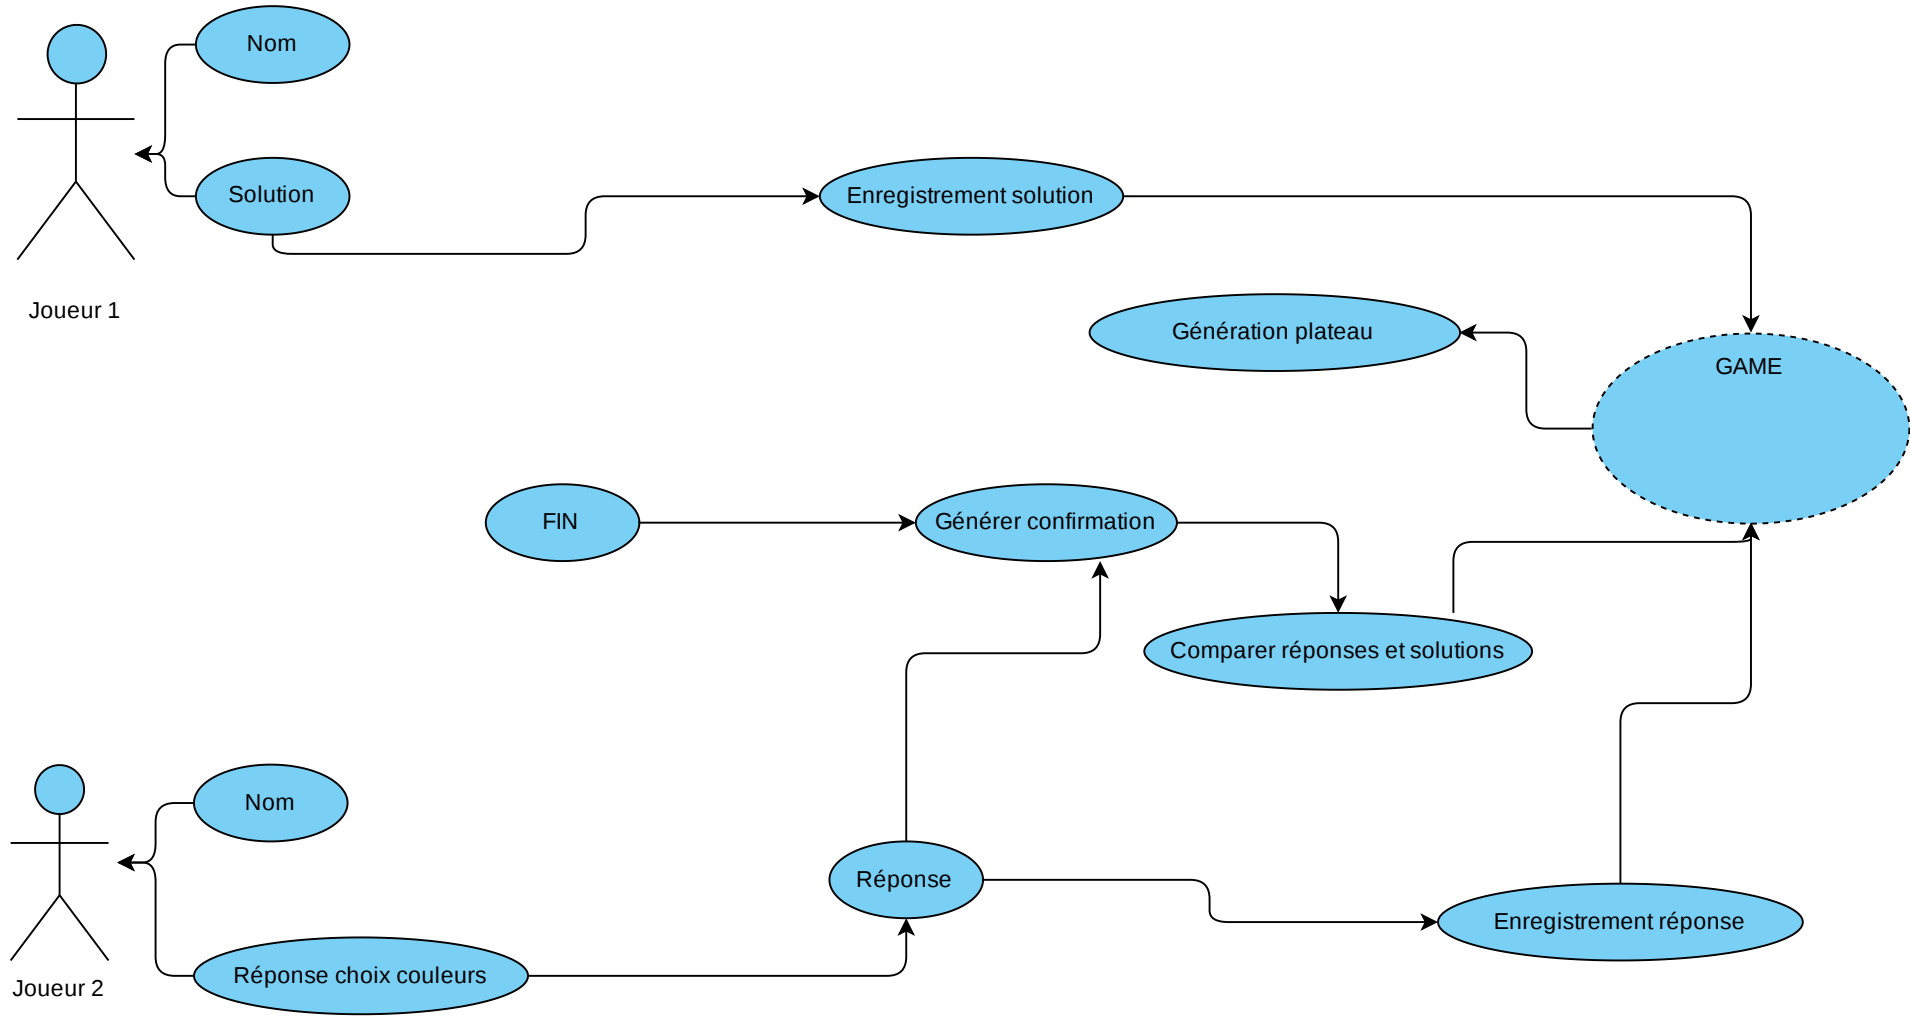 Nom
Solution
Enregistrement solution
Joueur 1
Génération plateau
GAME
FIN
Générer confirmation
Comparer réponses et solutions
Nom
Réponse
Enregistrement réponse
Réponse choix couleurs
Joueur 2